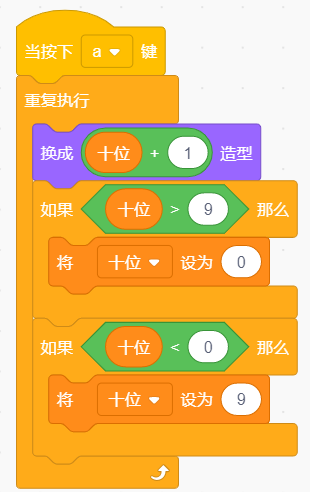 当按下 a 键
重复执行
换成 十位 + 1 造型
如果 十位 > 9 那么
将 十位 设为 0
如果 十位 < 0 那么
将 十位 设为 9